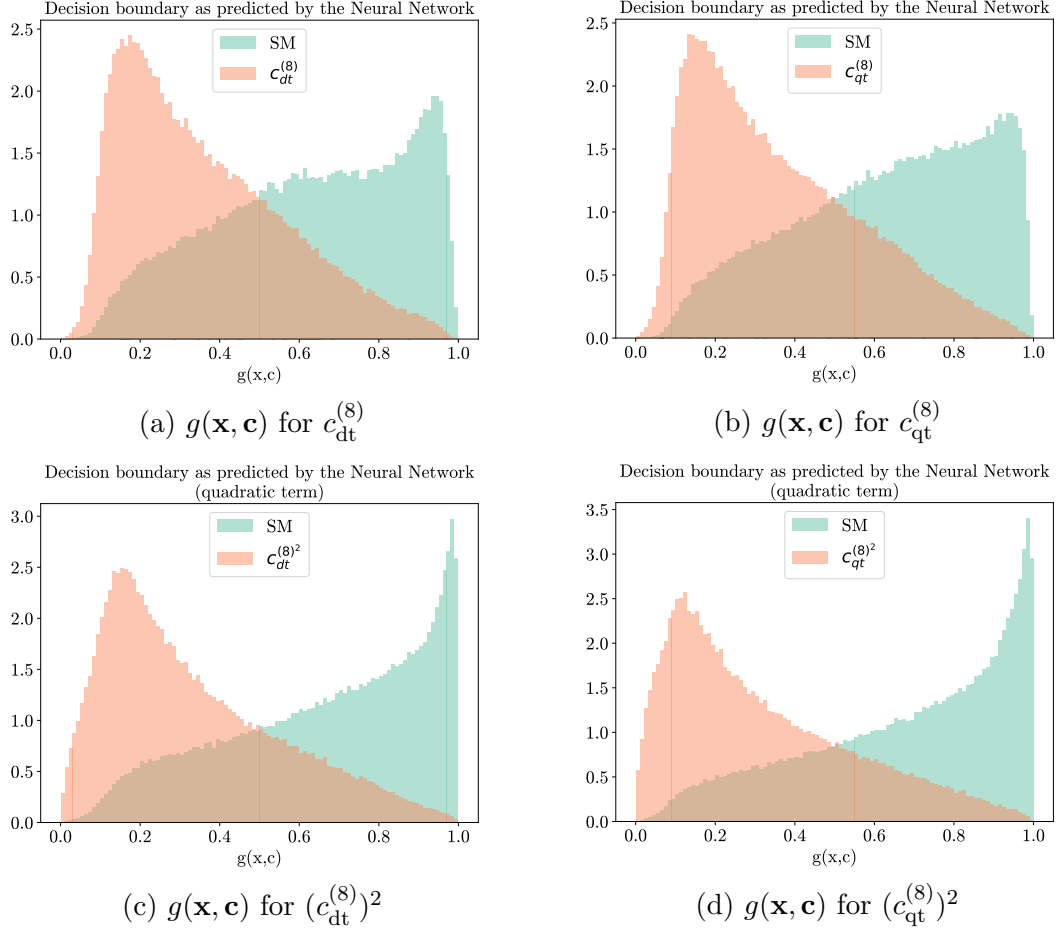 Decision boundary as predicted by the Neural Network
SM
c_{dt}^{(8)}
2.5
2.0
1.5
1.0
0.5
0.0
0.0 0.2 0.4 0.6 0.8 1.0
g(x,c)
(a) g(x, c) for c_{dt}^{(8)}
Decision boundary as predicted by the Neural Network
SM
c_{qt}^{(8)}
2.5
2.0
1.5
1.0
0.5
0.0
0.0 0.2 0.4 0.6 0.8 1.0
g(x,c)
(b) g(x, c) for c_{qt}^{(8)}
Decision boundary as predicted by the Neural Network
(quadratic term)
SM
c_{dt}^{(8)^2}
3.0
2.5
2.0
1.5
1.0
0.5
0.0
0.0 0.2 0.4 0.6 0.8 1.0
g(x,c)
(c) g(x, c) for (c_{dt}^{(8)})^2
Decision boundary as predicted by the Neural Network
(quadratic term)
SM
c_{qt}^{(8)^2}
3.5
3.0
2.5
2.0
1.5
1.0
0.5
0.0
0.0 0.2 0.4 0.6 0.8 1.0
g(x,c)
(d) g(x, c) for (c_{qt}^{(8)})^2